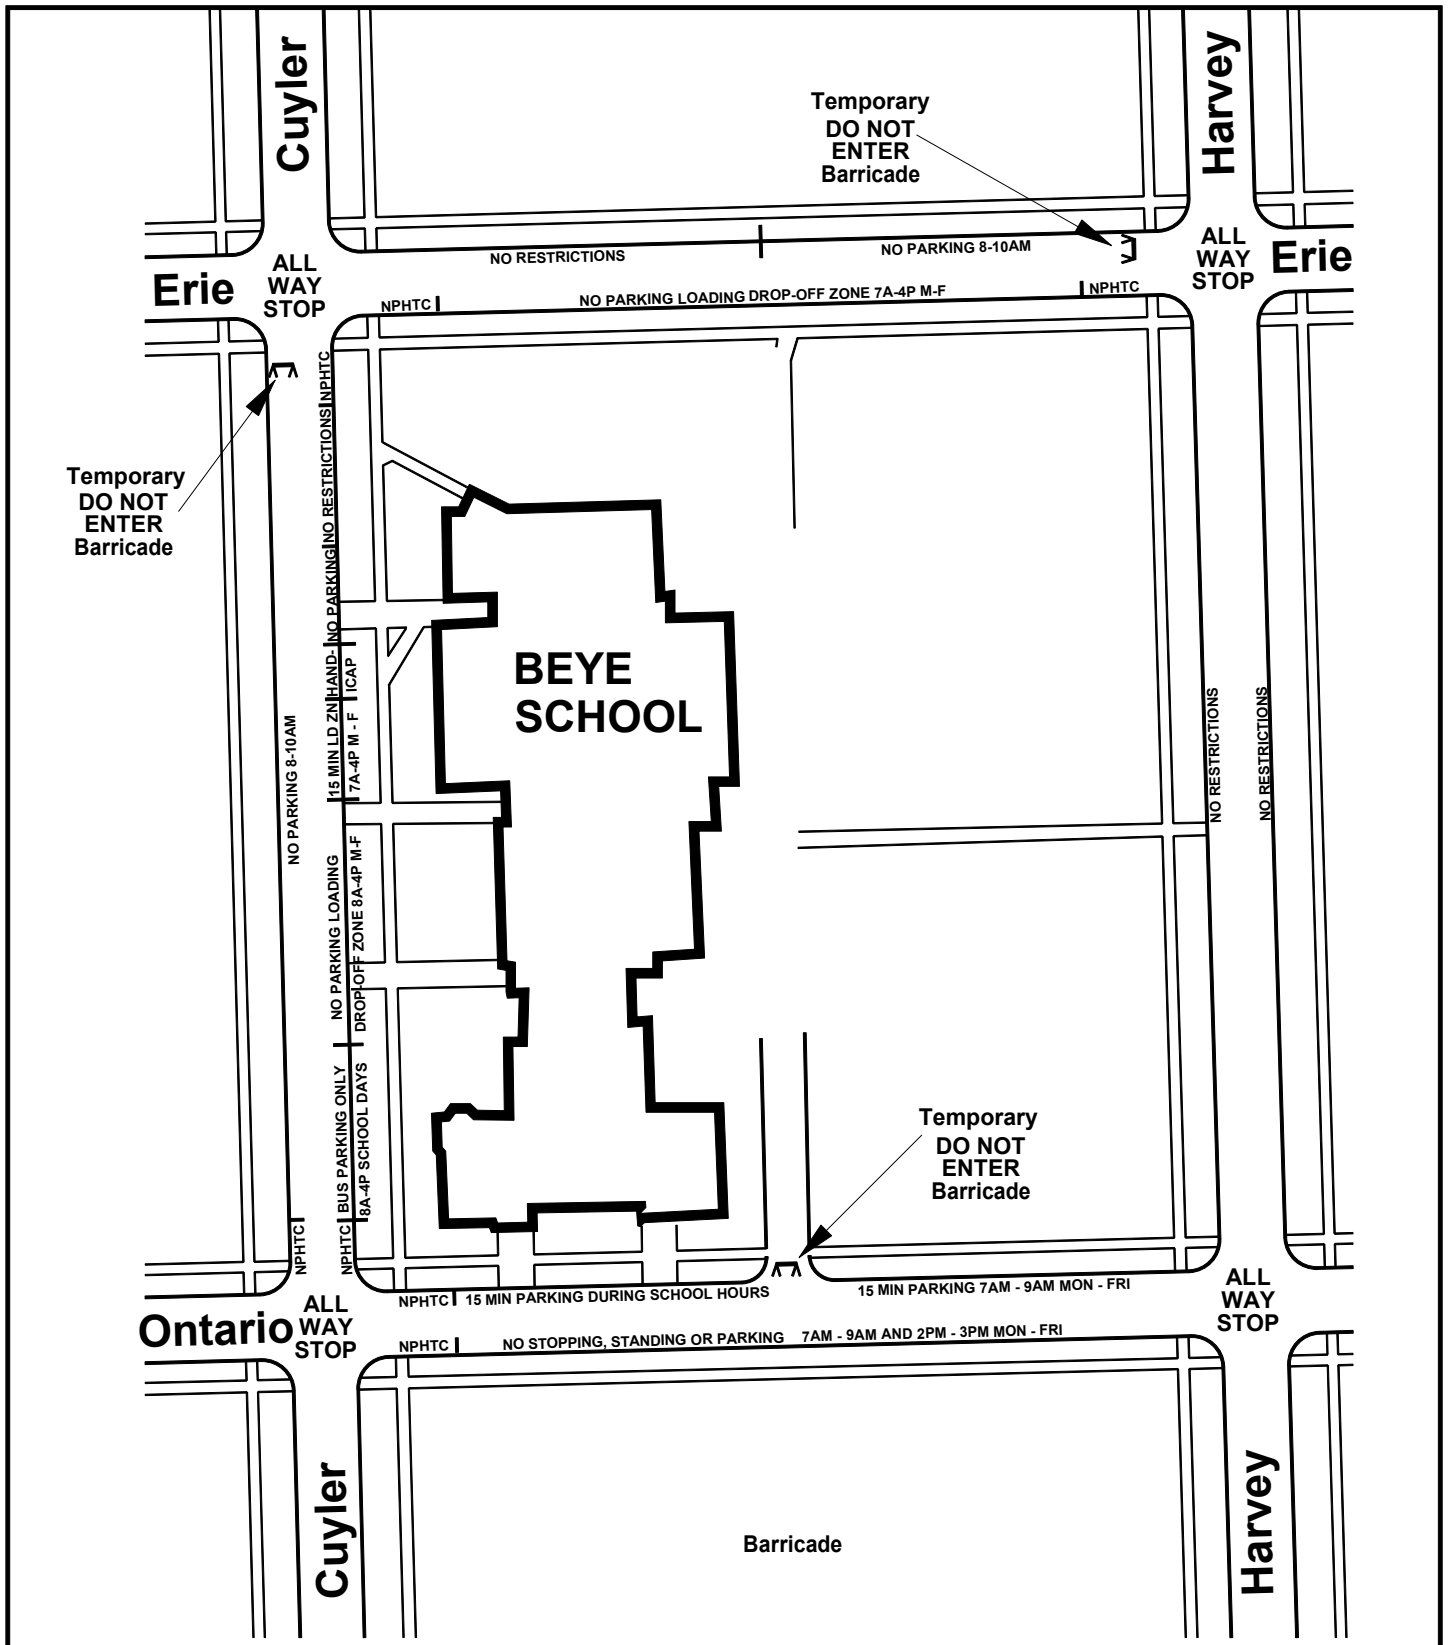 Cuyler
Harvey
Temporary
DO NOT
ENTER
Barricade
ALL
WAY
STOP
ALL
WAY
STOP
Erie
Erie
NO RESTRICTIONS
NO PARKING 8-10AM
NPHTC
NO PARKING LOADING DROP-OFF ZONE 7A-4P M-F
NPHTC
NPHTC
NO RESTRICTIONS
NO PARKING
Temporary
DO NOT
ENTER
Barricade
HAND-
ICAP
15 MIN LD ZN
7A-4P M - F
BEYE
SCHOOL
NO PARKING 8-10AM
NO RESTRICTIONS
NO RESTRICTIONS
NO PARKING LOADING
DROP-OFF ZONE 8A-4P M-F
BUS PARKING ONLY
8A-4P SCHOOL DAYS
Temporary
DO NOT
ENTER
Barricade
NPHTC
NPHTC
ALL
WAY
STOP
Ontario
NPHTC
15 MIN PARKING DURING SCHOOL HOURS
15 MIN PARKING 7AM - 9AM MON - FRI
ALL
WAY
STOP
NPHTC
NO STOPPING, STANDING OR PARKING 7AM - 9AM AND 2PM - 3PM MON - FRI
Cuyler
Harvey
Barricade